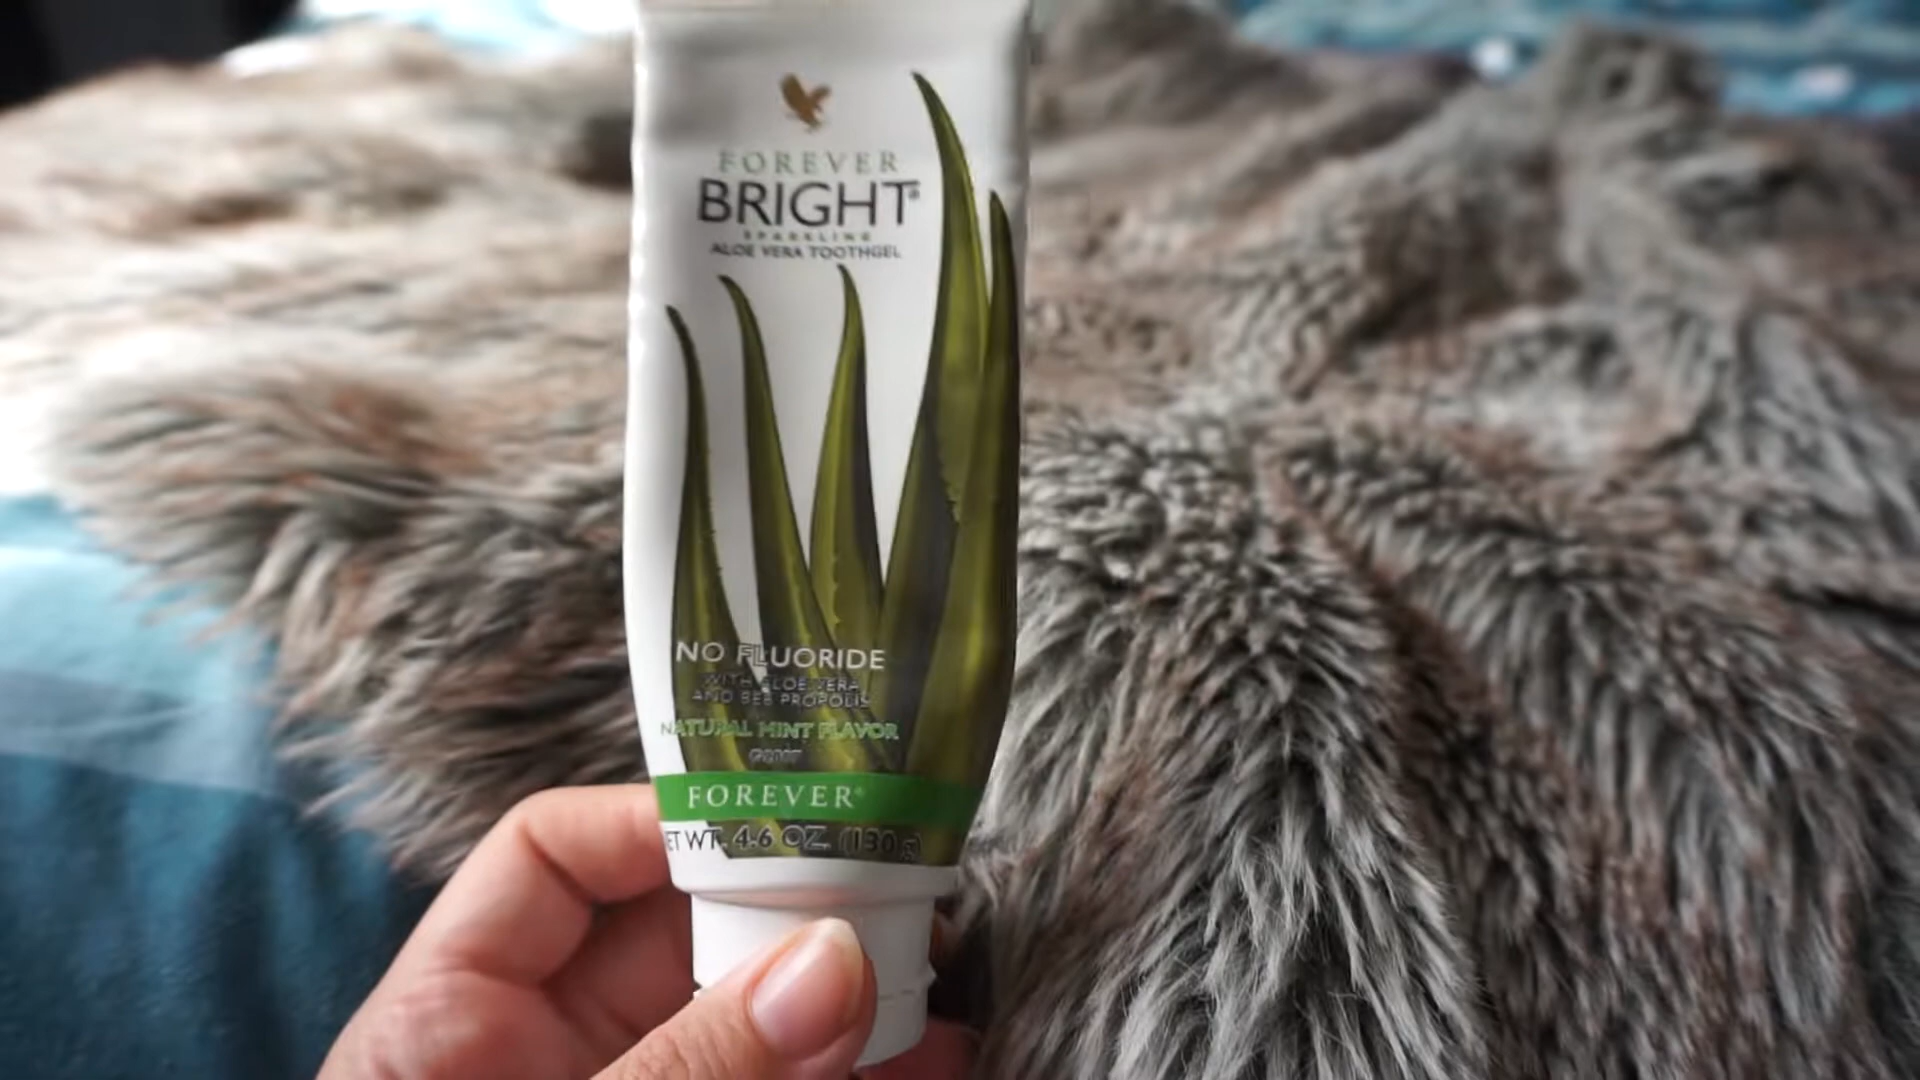 FOREVER
BRIGHT®
SPARKLING
ALOE VERA TOOTHGEL
NO FLUORIDE
WITH ALOE VERA
AND BEE PROPOLIS
NATURAL MINT FLAVOR
FOREVER®
ET WT. 4.6 OZ. (130 g)